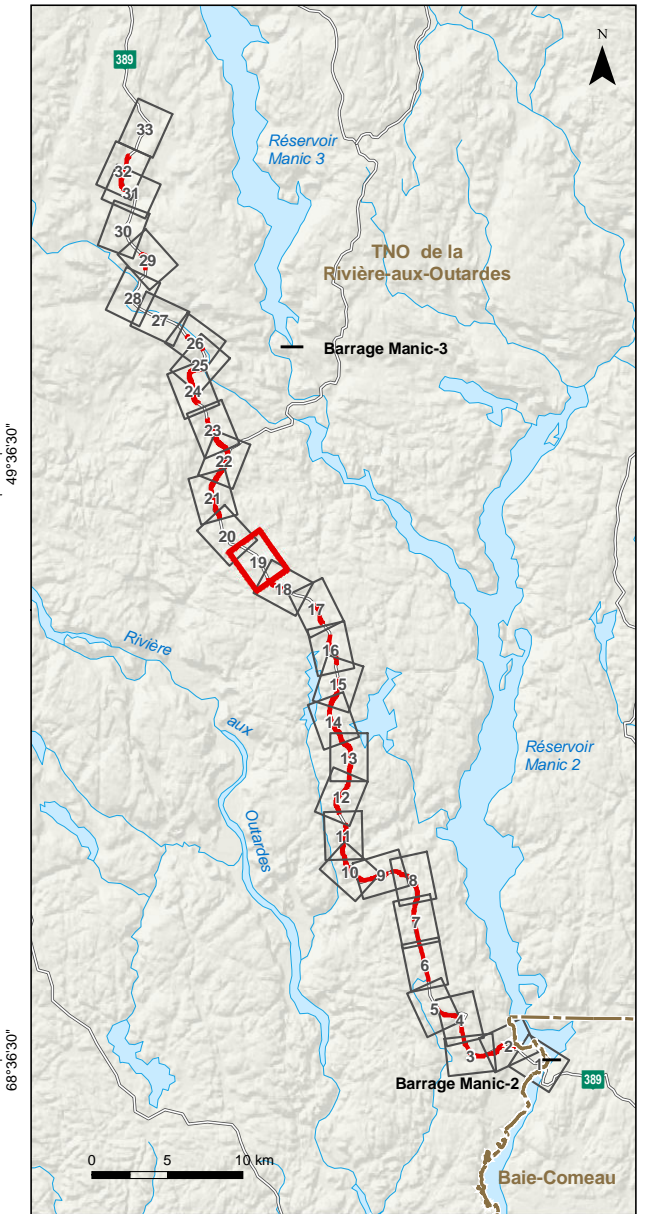 N
389
33
Réservoir
Manic 3
32
31
30
TNO de la
Rivière-aux-Outardes
29
28
27
26
Barrage Manic-3
25
24
23
49°36'30"
22
21
20
19
18
17
Rivière
16
15
aux
14
Réservoir
Manic 2
13
12
Outardes
11
10
9
8
7
6
5
4
68°36'30"
3
2
1
389
Barrage Manic-2
0 5 10 km
Baie-Comeau